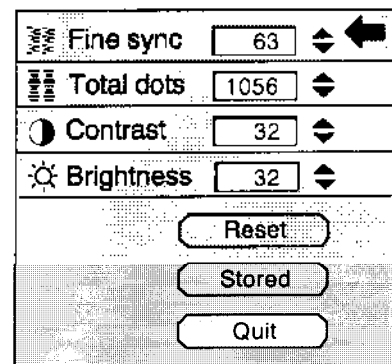 Fine sync 63
Total dots 1056
Contrast 32
Brightness 32
Reset
Stored
Quit